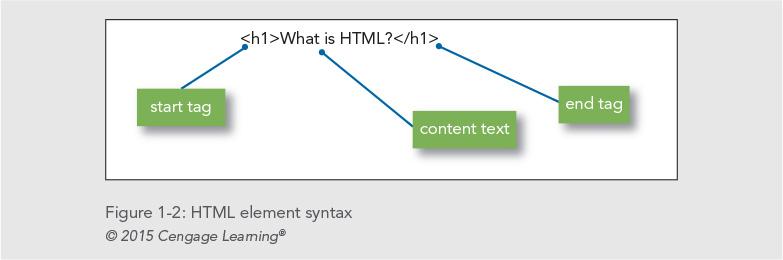 <h1>What is HTML?</h1>
start tag
content text
end tag
Figure 1-2: HTML element syntax
© 2015 Cengage Learning®